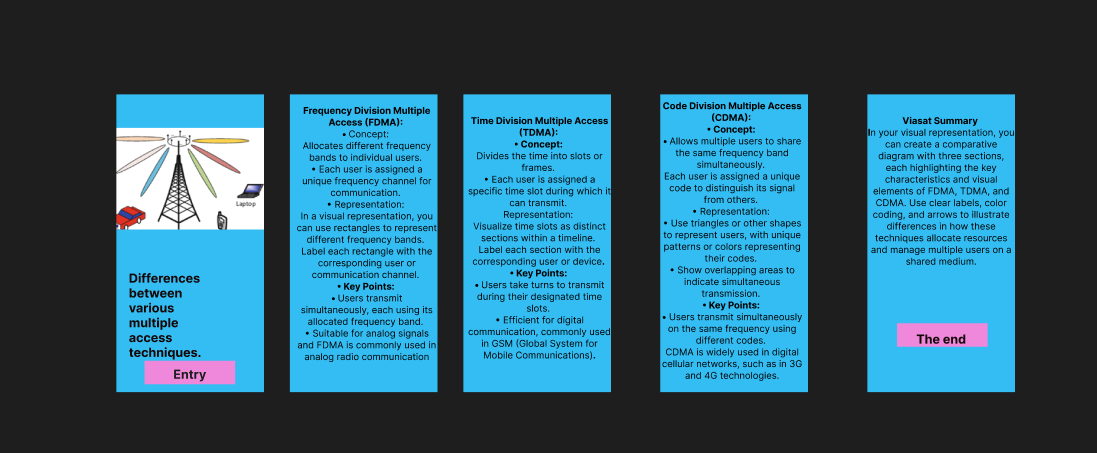 Laptop
Differences
between
various
multiple
access
techniques.
Entry
Frequency Division Multiple
Access (FDMA):
• Concept:
Allocates different frequency
bands to individual users.
• Each user is assigned a
unique frequency channel for
communication.
• Representation:
In a visual representation, you
can use rectangles to represent
different frequency bands.
Label each rectangle with the
corresponding user or
communication channel.
• Key Points:
• Users transmit
simultaneously, each using its
allocated frequency band.
• Suitable for analog signals
and FDMA is commonly used in
analog radio communication
Time Division Multiple Access
(TDMA):
• Concept:
Divides the time into slots or
frames.
• Each user is assigned a
specific time slot during which it
can transmit.
Representation:
Visualize time slots as distinct
sections within a timeline.
Label each section with the
corresponding user or device.
• Key Points:
• Users take turns to transmit
during their designated time
slots.
• Efficient for digital
communication, commonly used
in GSM (Global System for
Mobile Communications).
Code Division Multiple Access
(CDMA):
• Concept:
• Allows multiple users to share
the same frequency band
simultaneously.
Each user is assigned a unique
code to distinguish its signal
from others.
• Representation:
• Use triangles or other shapes
to represent users, with unique
patterns or colors representing
their codes.
• Show overlapping areas to
indicate simultaneous
transmission.
• Key Points:
• Users transmit simultaneously
on the same frequency using
different codes.
CDMA is widely used in digital
cellular networks, such as in 3G
and 4G technologies.
Viasat Summary
In your visual representation, you
can create a comparative
diagram with three sections,
each highlighting the key
characteristics and visual
elements of FDMA, TDMA, and
CDMA. Use clear labels, color
coding, and arrows to illustrate
differences in how these
techniques allocate resources
and manage multiple users on a
shared medium.
The end